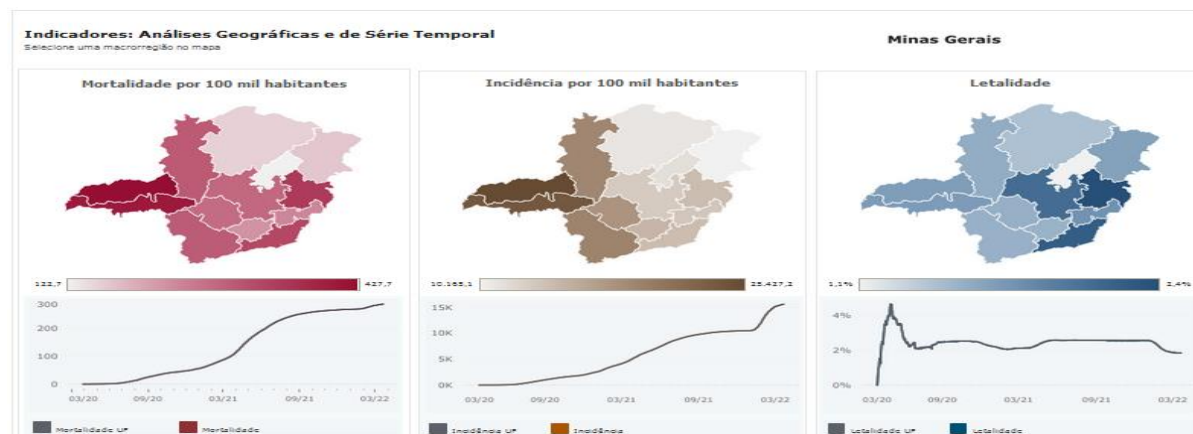 Indicadores: Análises Geográficas e de Série Temporal
Selecione uma macrorregião no mapa
Minas Gerais
Mortalidade por 100 mil habitantes
122,7
427,7
300
200
100
0
03/20
09/20
03/21
09/21
03/22
Mortalidade UF
Mortalidade
Incidência por 100 mil habitantes
10.165,1
25.427,2
15K
10K
5K
0K
03/20
09/20
03/21
09/21
03/22
Incidência UF
Incidência
Letalidade
1,1%
2,4%
4%
2%
0%
03/20
09/20
03/21
09/21
03/22
Letalidade UF
Letalidade